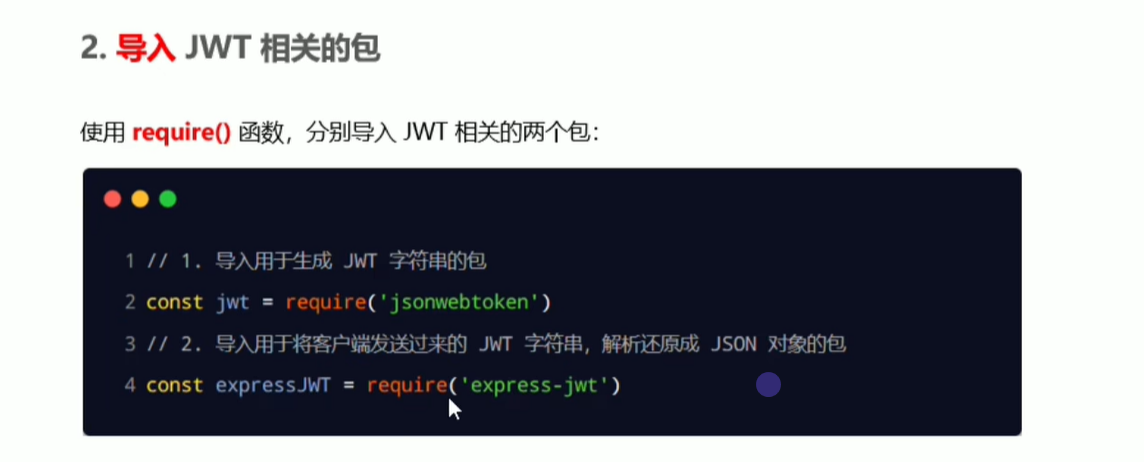 2. 导入 JWT 相关的包
使用 require() 函数，分别导入 JWT 相关的两个包：
1 // 1. 导入用于生成 JWT 字符串的包
2 const jwt = require('jsonwebtoken')
3 // 2. 导入用于将客户端发送过来的 JWT 字符串，解析还原成 JSON 对象的包
4 const expressJWT = require('express-jwt')